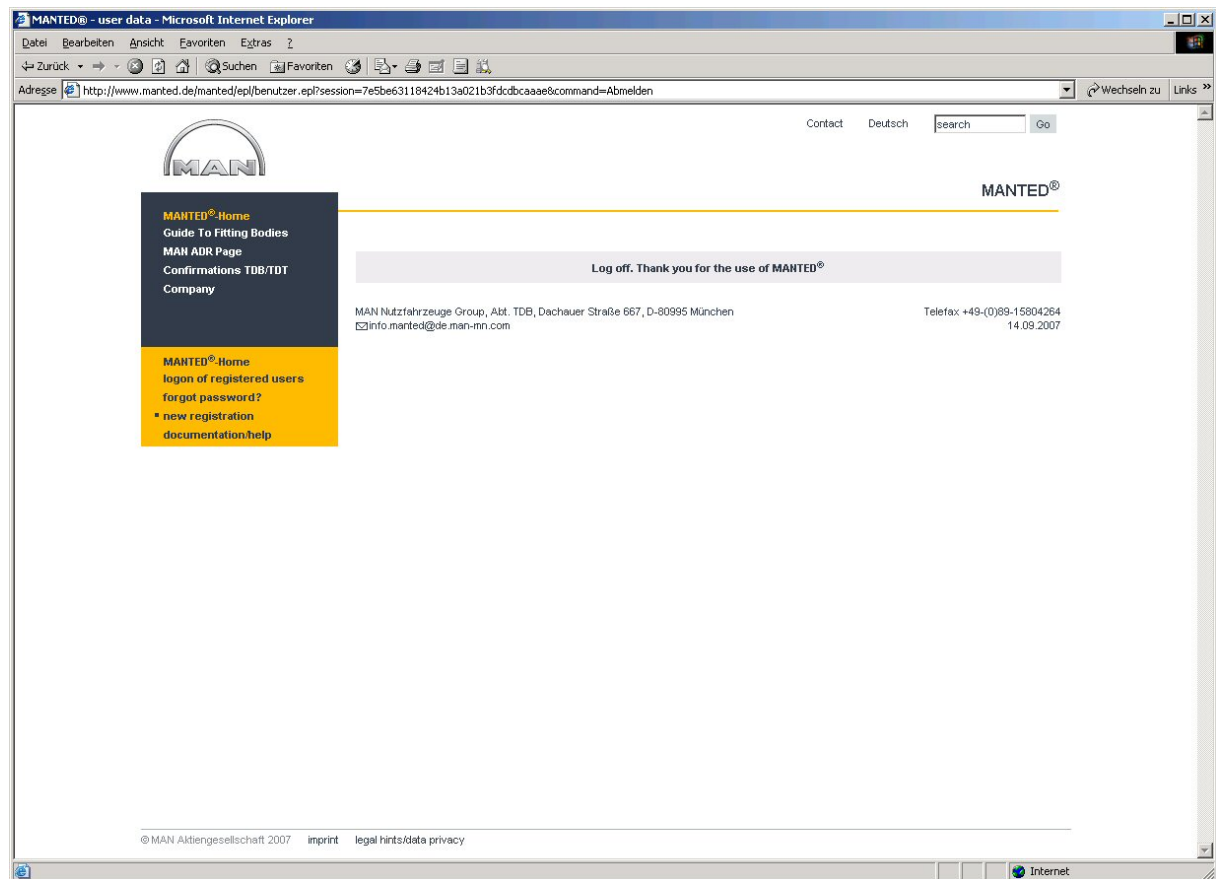 MANTED® - user data - Microsoft Internet Explorer
Datei Bearbeiten Ansicht Favoriten Extras ?
Zurück Suchen Favoriten
Adresse http://www.manted.de/manted/epl/benutzer.epl?session=7e5be63118424b13a021b3fdcdbcaaae&command=Abmelden Wechseln zu Links »
Contact Deutsch search Go
MAN
MANTED®
MANTED®-Home
Guide To Fitting Bodies
MAN ADR Page
Confirmations TDB/TDT
Company
Log off. Thank you for the use of MANTED®
MAN Nutzfahrzeuge Group, Abt. TDB, Dachauer Straße 667, D-80995 München Telefax +49-(0)89-15804264
info.manted@de.man-mn.com 14.09.2007
MANTED®-Home
logon of registered users
forgot password?
new registration
documentation/help
© MAN Aktiengesellschaft 2007 imprint legal hints/data privacy
Internet